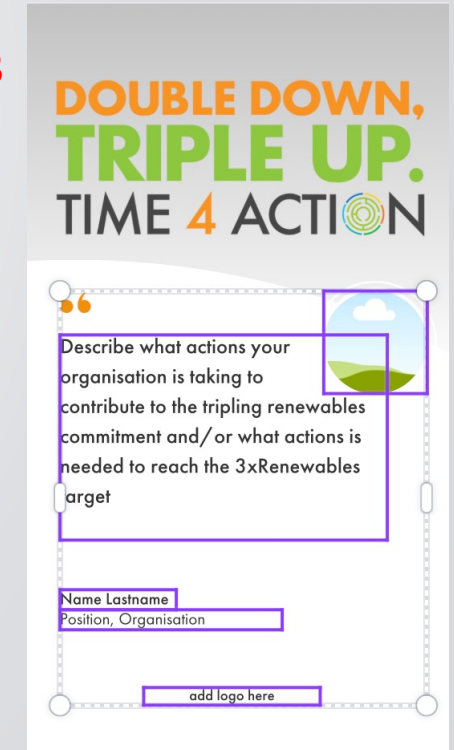 DOUBLE DOWN,
TRIPLE UP.
TIME 4 ACTION
“
Describe what actions your
organisation is taking to
contribute to the tripling renewables
commitment and/or what actions is
needed to reach the 3xRenewables
target
Name Lastname
Position, Organisation
add logo here